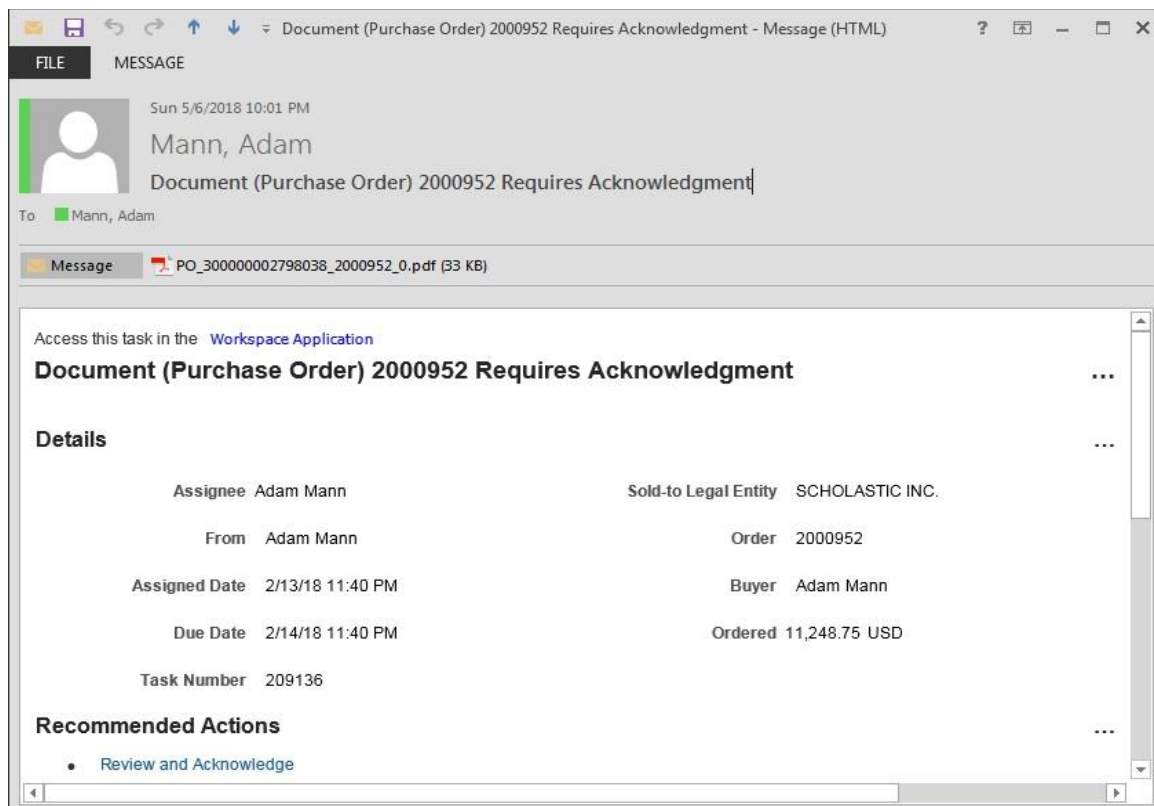 Document (Purchase Order) 2000952 Requires Acknowledgment - Message (HTML)
FILE MESSAGE
Sun 5/6/2018 10:01 PM
Mann, Adam
Document (Purchase Order) 2000952 Requires Acknowledgment
To Mann, Adam
Message PO_300000002798038_2000952_0.pdf (33 KB)
Access this task in the Workspace Application
Document (Purchase Order) 2000952 Requires Acknowledgment ...
Details ...
Assignee Adam Mann Sold-to Legal Entity SCHOLASTIC INC.
From Adam Mann Order 2000952
Assigned Date 2/13/18 11:40 PM Buyer Adam Mann
Due Date 2/14/18 11:40 PM Ordered 11,248.75 USD
Task Number 209136
Recommended Actions ...
• Review and Acknowledge